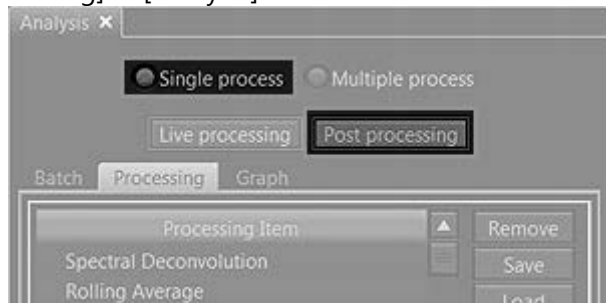 Analysis
Single process Multiple process
Live processing Post processing
Batch Processing Graph
Processing Item Remove
Spectral Deconvolution Save
Rolling Average Load